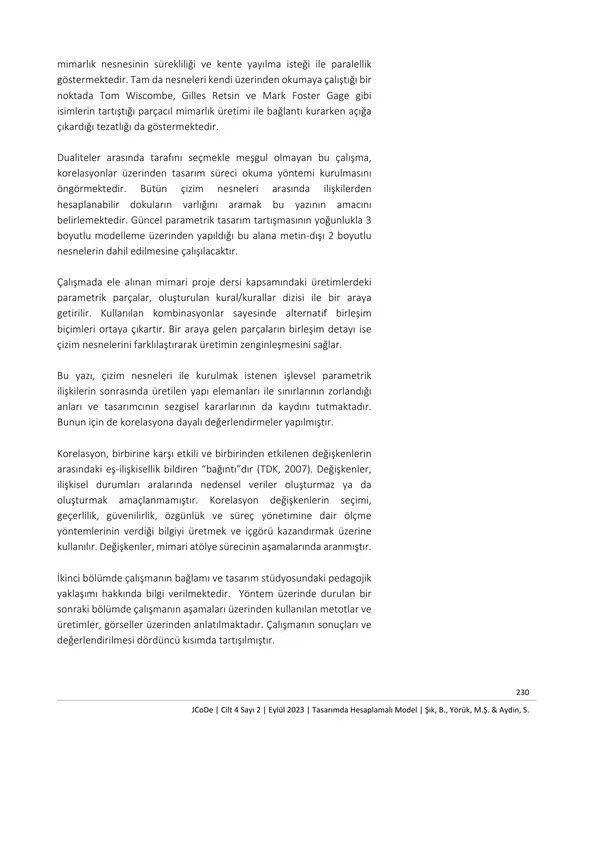 mimarlık nesnesinin sürekliliği ve kente yayılma isteği ile paralellik
göstermektedir. Tam da nesneleri kendi üzerinden okumaya çalıştığı bir
noktada Tom Wiscombe, Gilles Retsin ve Mark Foster Gage gibi
isimlerin tartıştığı parçacıl mimarlık üretimi ile bağlantı kurarken açığa
çıkardığı tezatlığı da göstermektedir.

Dualiteler arasında tarafını seçmekle meşgul olmayan bu çalışma,
korelasyonlar üzerinden tasarım süreci okuma yöntemi kurulmasını
öngörmektedir. Bütün çizim nesneleri arasında ilişkilerden
hesaplanabilir dokuların varlığını aramak bu yazının amacını
belirlemektedir. Güncel parametrik tasarım tartışmasının yoğunlukla 3
boyutlu modelleme üzerinden yapıldığı bu alana metin-dışı 2 boyutlu
nesnelerin dahil edilmesine çalışılacaktır.

Çalışmada ele alınan mimari proje dersi kapsamındaki üretimlerdeki
parametrik parçalar, oluşturulan kural/kurallar dizisi ile bir araya
getirilir. Kullanılan kombinasyonlar sayesinde alternatif birleşim
biçimleri ortaya çıkartır. Bir araya gelen parçaların birleşim detayı ise
çizim nesnelerini farklılaştırarak üretimin zenginleşmesini sağlar.

Bu yazı, çizim nesneleri ile kurulmak istenen işlevsel parametrik
ilişkilerin sonrasında üretilen yapı elemanları ile sınırlarının zorlandığı
anları ve tasarımcının sezgisel kararlarının da kaydını tutmaktadır.
Bunun için de korelasyona dayalı değerlendirmeler yapılmıştır.

Korelasyon, birbirine karşı etkili ve birbirinden etkilenen değişkenlerin
arasındaki eş-ilişkisellik bildiren “bağıntı”dır (TDK, 2007). Değişkenler,
ilişkisel durumları aralarında nedensel veriler oluşturmaz ya da
oluşturmak amaçlanmamıştır. Korelasyon değişkenlerin seçimi,
geçerlilik, güvenilirlik, özgünlük ve süreç yönetimine dair ölçme
yöntemlerinin verdiği bilgiyi üretmek ve içgörü kazandırmak üzerine
kullanılır. Değişkenler, mimari atölye sürecinin aşamalarında aranmıştır.

İkinci bölümde çalışmanın bağlamı ve tasarım stüdyosundaki pedagojik
yaklaşımı hakkında bilgi verilmektedir.  Yöntem üzerinde durulan bir
sonraki bölümde çalışmanın aşamaları üzerinden kullanılan metotlar ve
üretimler, görseller üzerinden anlatılmaktadır. Çalışmanın sonuçları ve
değerlendirilmesi dördüncü kısımda tartışılmıştır.

230
JCoDe | Cilt 4 Sayı 2 | Eylül 2023 | Tasarımda Hesaplamalı Model | Şık, B., Yörük, M.Ş. & Aydin, S.